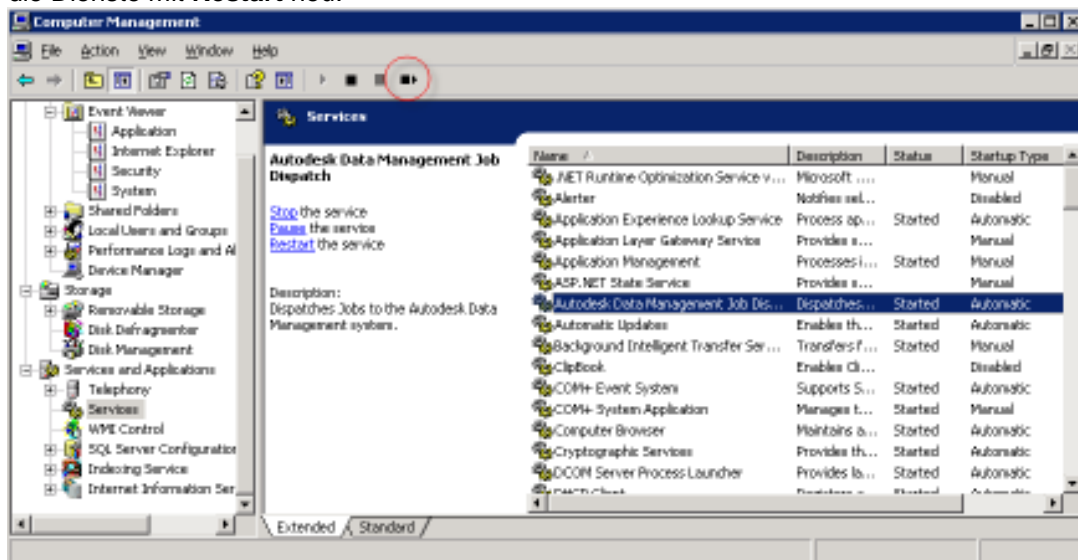 die Dienste mit Restart neu.
Computer Management
File Action View Window Help
Event Viewer
Application
Internet Explorer
Security
System
Shared Folders
Local Users and Groups
Performance Logs and Al
Device Manager
Storage
Removable Storage
Disk Defragmenter
Disk Management
Services and Applications
Telephony
Services
WMI Control
SQL Server Configuration
Indexing Service
Internet Information Ser
Services
Autodesk Data Management Job
Dispatch
Stop the service
Pause the service
Restart the service
Description:
Dispatches Jobs to the Autodesk Data
Management system.
Name Description Status Startup Type
.NET Runtime Optimization Service v... Microsoft .... Manual
Alerter Notifies sel... Disabled
Application Experience Lookup Service Process ap... Started Automatic
Application Layer Gateway Service Provides s... Manual
Application Management Processes i... Started Manual
ASP.NET State Service Provides s... Manual
Autodesk Data Management Job Dis... Dispatches... Started Automatic
Automatic Updates Enables th... Started Automatic
Background Intelligent Transfer Ser... Transfers f... Started Manual
ClipBook Enables Cl... Disabled
COM+ Event System Supports S... Started Automatic
COM+ System Application Manages t... Started Manual
Computer Browser Maintains a... Started Automatic
Cryptographic Services Provides th... Started Automatic
DCOM Server Process Launcher Provides la... Started Automatic
Extended Standard